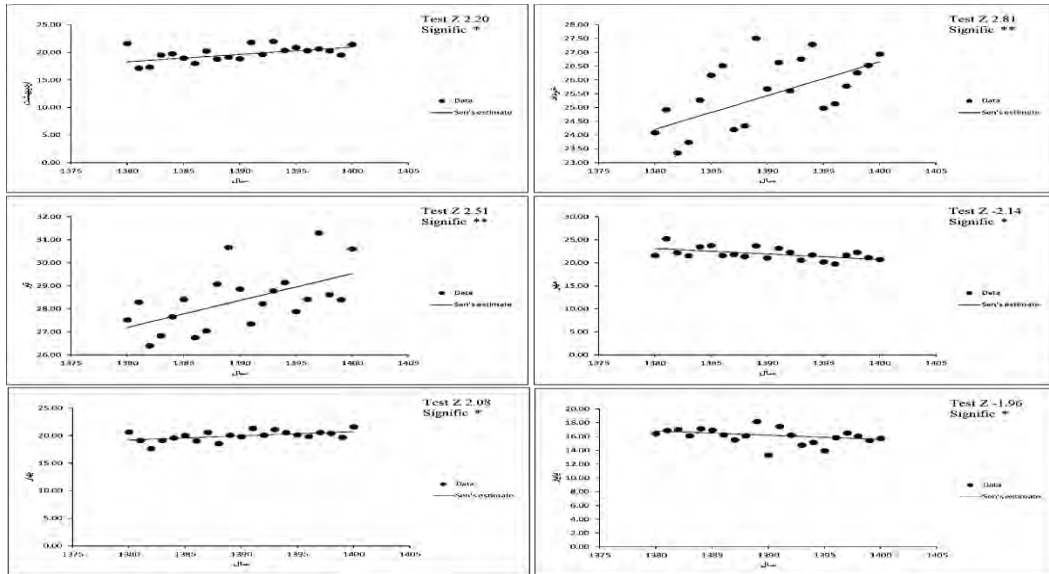 Test Z 2.20
Signific *
25.00
20.00
15.00
10.00
5.00
0.00
اردیبهشت
1375
1380
1385
1390
1395
1400
1405
سال
Data
Sen's estimate
Test Z 2.81
Signific **
28.00
27.50
27.00
26.50
26.00
25.50
25.00
24.50
24.00
23.50
23.00
خرداد
1375
1380
1385
1390
1395
1400
1405
سال
Data
Sen's estimate
Test Z 2.51
Signific **
32.00
31.00
30.00
29.00
28.00
27.00
26.00
1375
1380
1385
1390
1395
1400
1405
سال
Data
Sen's estimate
Test Z -2.14
Signific *
30.00
25.00
20.00
15.00
10.00
5.00
0.00
مهر
1375
1380
1385
1390
1395
1400
1405
سال
Data
Sen's estimate
Test Z 2.08
Signific *
25.00
20.00
15.00
10.00
5.00
0.00
بهار
1375
1380
1385
1390
1395
1400
1405
سال
Data
Sen's estimate
Test Z -1.96
Signific *
20.00
18.00
16.00
14.00
12.00
10.00
8.00
6.00
4.00
2.00
0.00
1375
1380
1385
1390
1395
1400
1405
سال
Data
Sen's estimate